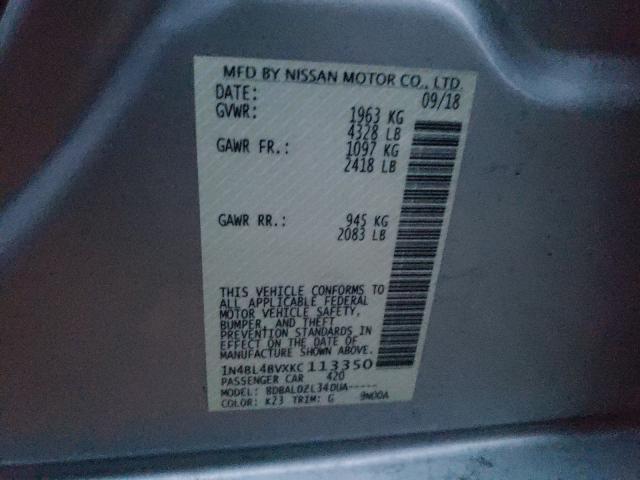 MFD BY NISSAN MOTOR CO., LTD.
DATE: 09/18
GVWR: 1963 KG
4328 LB
GAWR FR.: 1097 KG
2418 LB
GAWR RR.: 945 KG
2083 LB
THIS VEHICLE CONFORMS TO
ALL APPLICABLE FEDERAL
MOTOR VEHICLE SAFETY,
BUMPER, AND THEFT
PREVENTION STANDARDS IN
EFFECT ON THE DATE OF
MANUFACTURE SHOWN ABOVE.
1N4BL4BVXKC113350
PASSENGER CAR 420
MODEL: BDBALDZL34DUA-----
COLOR: K23 TRIM: G 9N00A